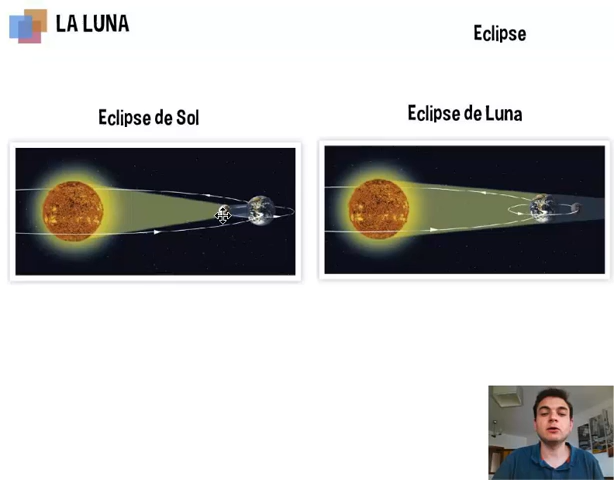 LA LUNA
Eclipse
Eclipse de Sol
Eclipse de Luna